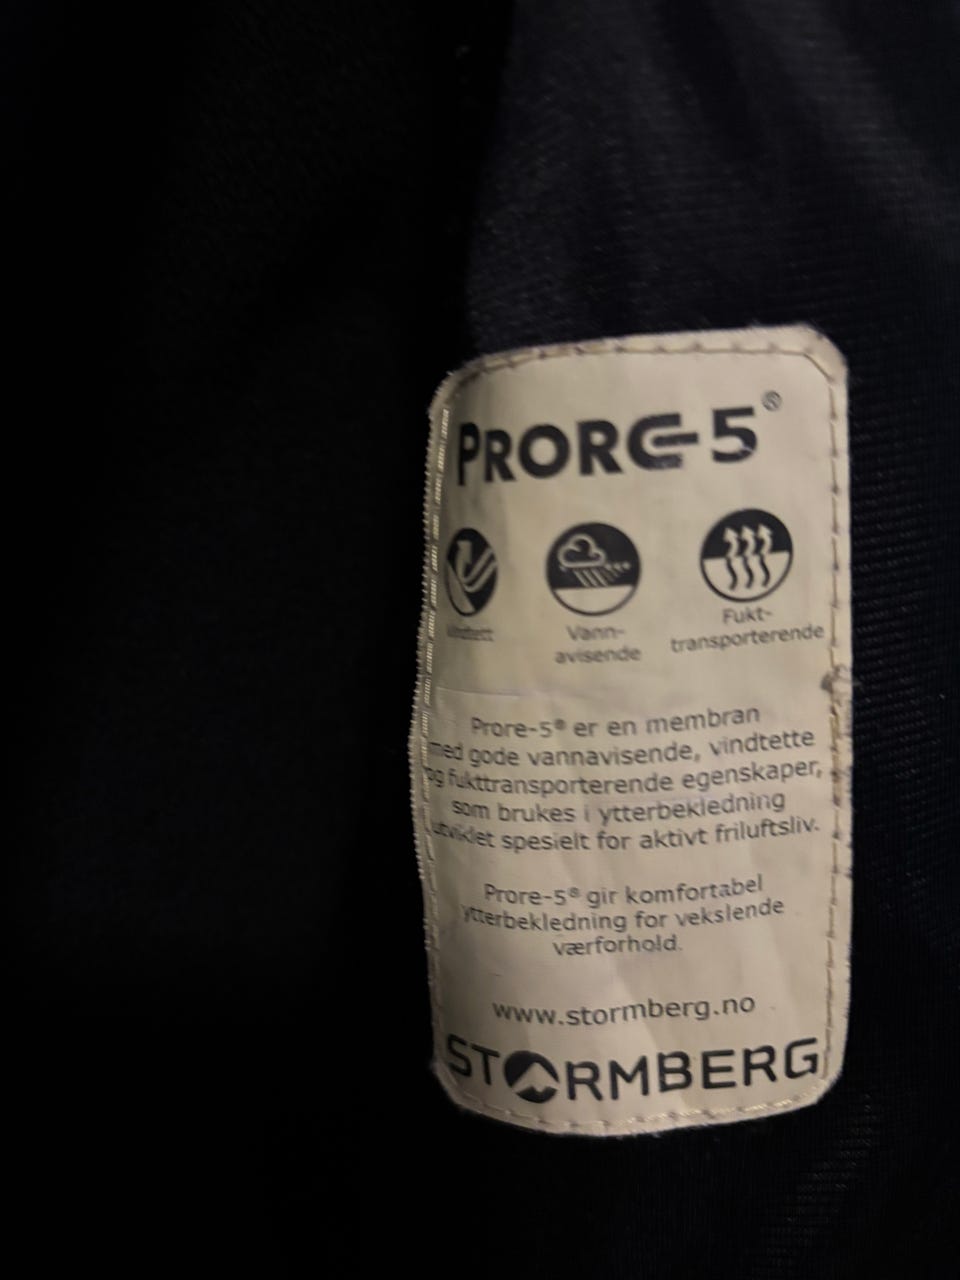 PRORE-5®
Vindtett
Vann-
avisende
Fukt-
transporterende
Prore-5® er en membran
med gode vannavisende, vindtette
og fukttransporterende egenskaper,
som brukes i ytterbekledning
utviklet spesielt for aktivt friluftsliv.
Prore-5® gir komfortabel
ytterbekledning for vekslende
værforhold.
www.stormberg.no
STORMBERG